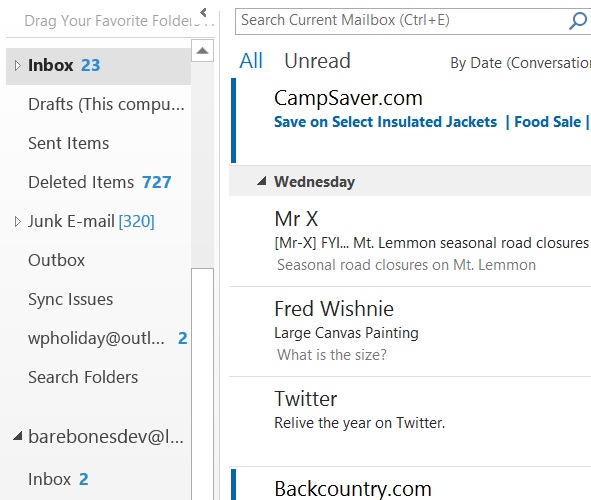 Drag Your Favorite Folders
Inbox 23
Drafts (This compu...
Sent Items
Deleted Items 727
Junk E-mail [320]
Outbox
Sync Issues
wpholiday@outl... 2
Search Folders
barebonesdev@l...
Inbox 2
Search Current Mailbox (Ctrl+E)
All Unread By Date (Conversation
CampSaver.com
Save on Select Insulated Jackets | Food Sale |
Wednesday
Mr X
[Mr-X] FYI... Mt. Lemmon seasonal road closures
Seasonal road closures on Mt. Lemmon
Fred Wishnie
Large Canvas Painting
What is the size?
Twitter
Relive the year on Twitter.
Backcountry.com